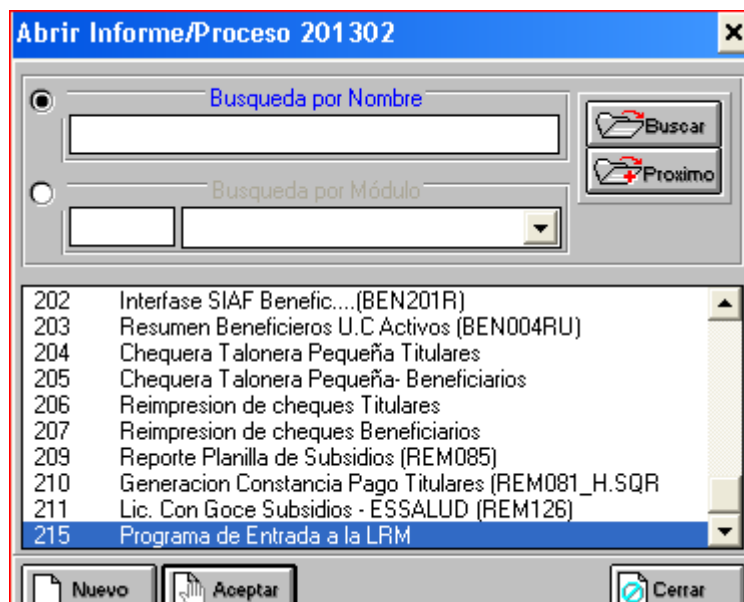 Abrir Informe/Proceso 201302
Busqueda por Nombre
Buscar
Proximo
Busqueda por Módulo
202 Interfase SIAF Benefic....(BEN201R)
203 Resumen Beneficieros U.C Activos (BEN004RU)
204 Chequera Talonera Pequeña Titulares
205 Chequera Talonera Pequeña- Beneficiarios
206 Reimpresion de cheques Titulares
207 Reimpresion de cheques Beneficiarios
209 Reporte Planilla de Subsidios (REM085)
210 Generacion Constancia Pago Titulares (REM081_H.SQR
211 Lic. Con Goce Subsidios - ESSALUD (REM126)
215 Programa de Entrada a la LRM
Nuevo Aceptar Cerrar